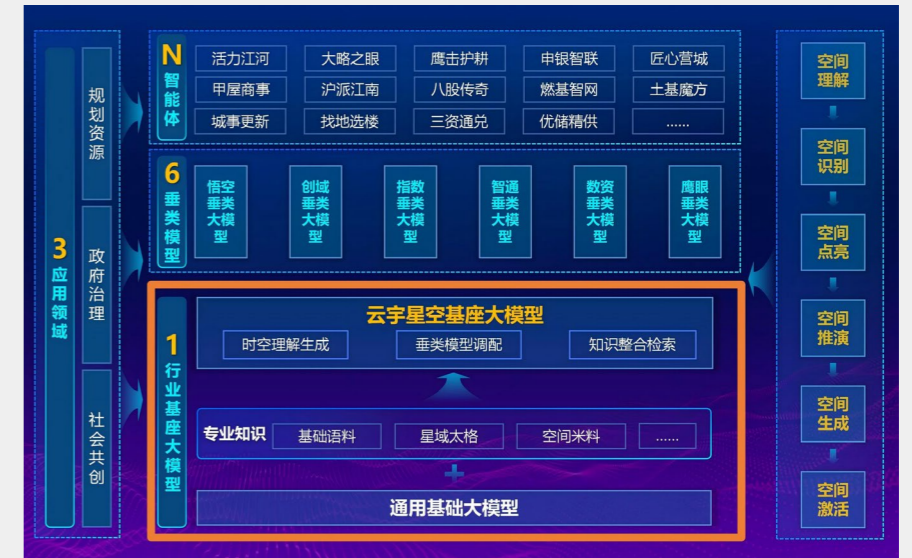 3
应用领域
规划资源
政府治理
社会共创
N
智能体
活力江河 大略之眼 鹰击护耕 申银智联 匠心营城
甲屋商事 沪派江南 八股传奇 燃基智网 土基魔方
城事更新 找地选楼 三资通兑 优储精供 ......
6
垂类模型
悟空垂类大模型
创域垂类大模型
指数垂类大模型
智通垂类大模型
数资垂类大模型
鹰眼垂类大模型
1
行业基座大模型
云宇星空基座大模型
时空理解生成 垂类模型调配 知识整合检索
专业知识 基础语料 星域太格 空间米料 ......
+
通用基础大模型
空间
理解
空间
识别
空间
点亮
空间
推演
空间
生成
空间
激活